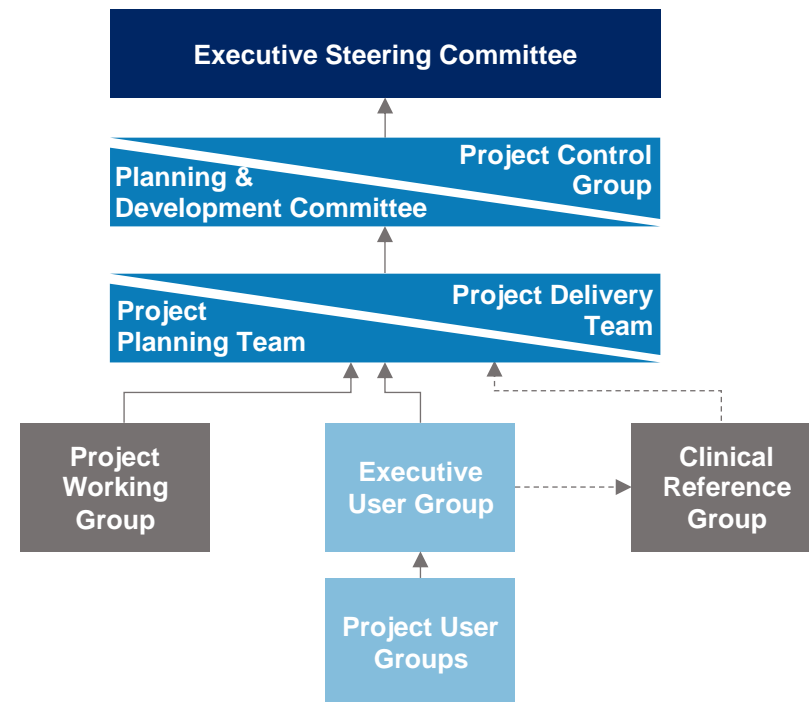 Executive Steering Committee
Project Control
Group
Planning &
Development Committee
Project Delivery
Team
Project
Planning Team
Project
Working
Group
Executive
User Group
Clinical
Reference
Group
Project User
Groups